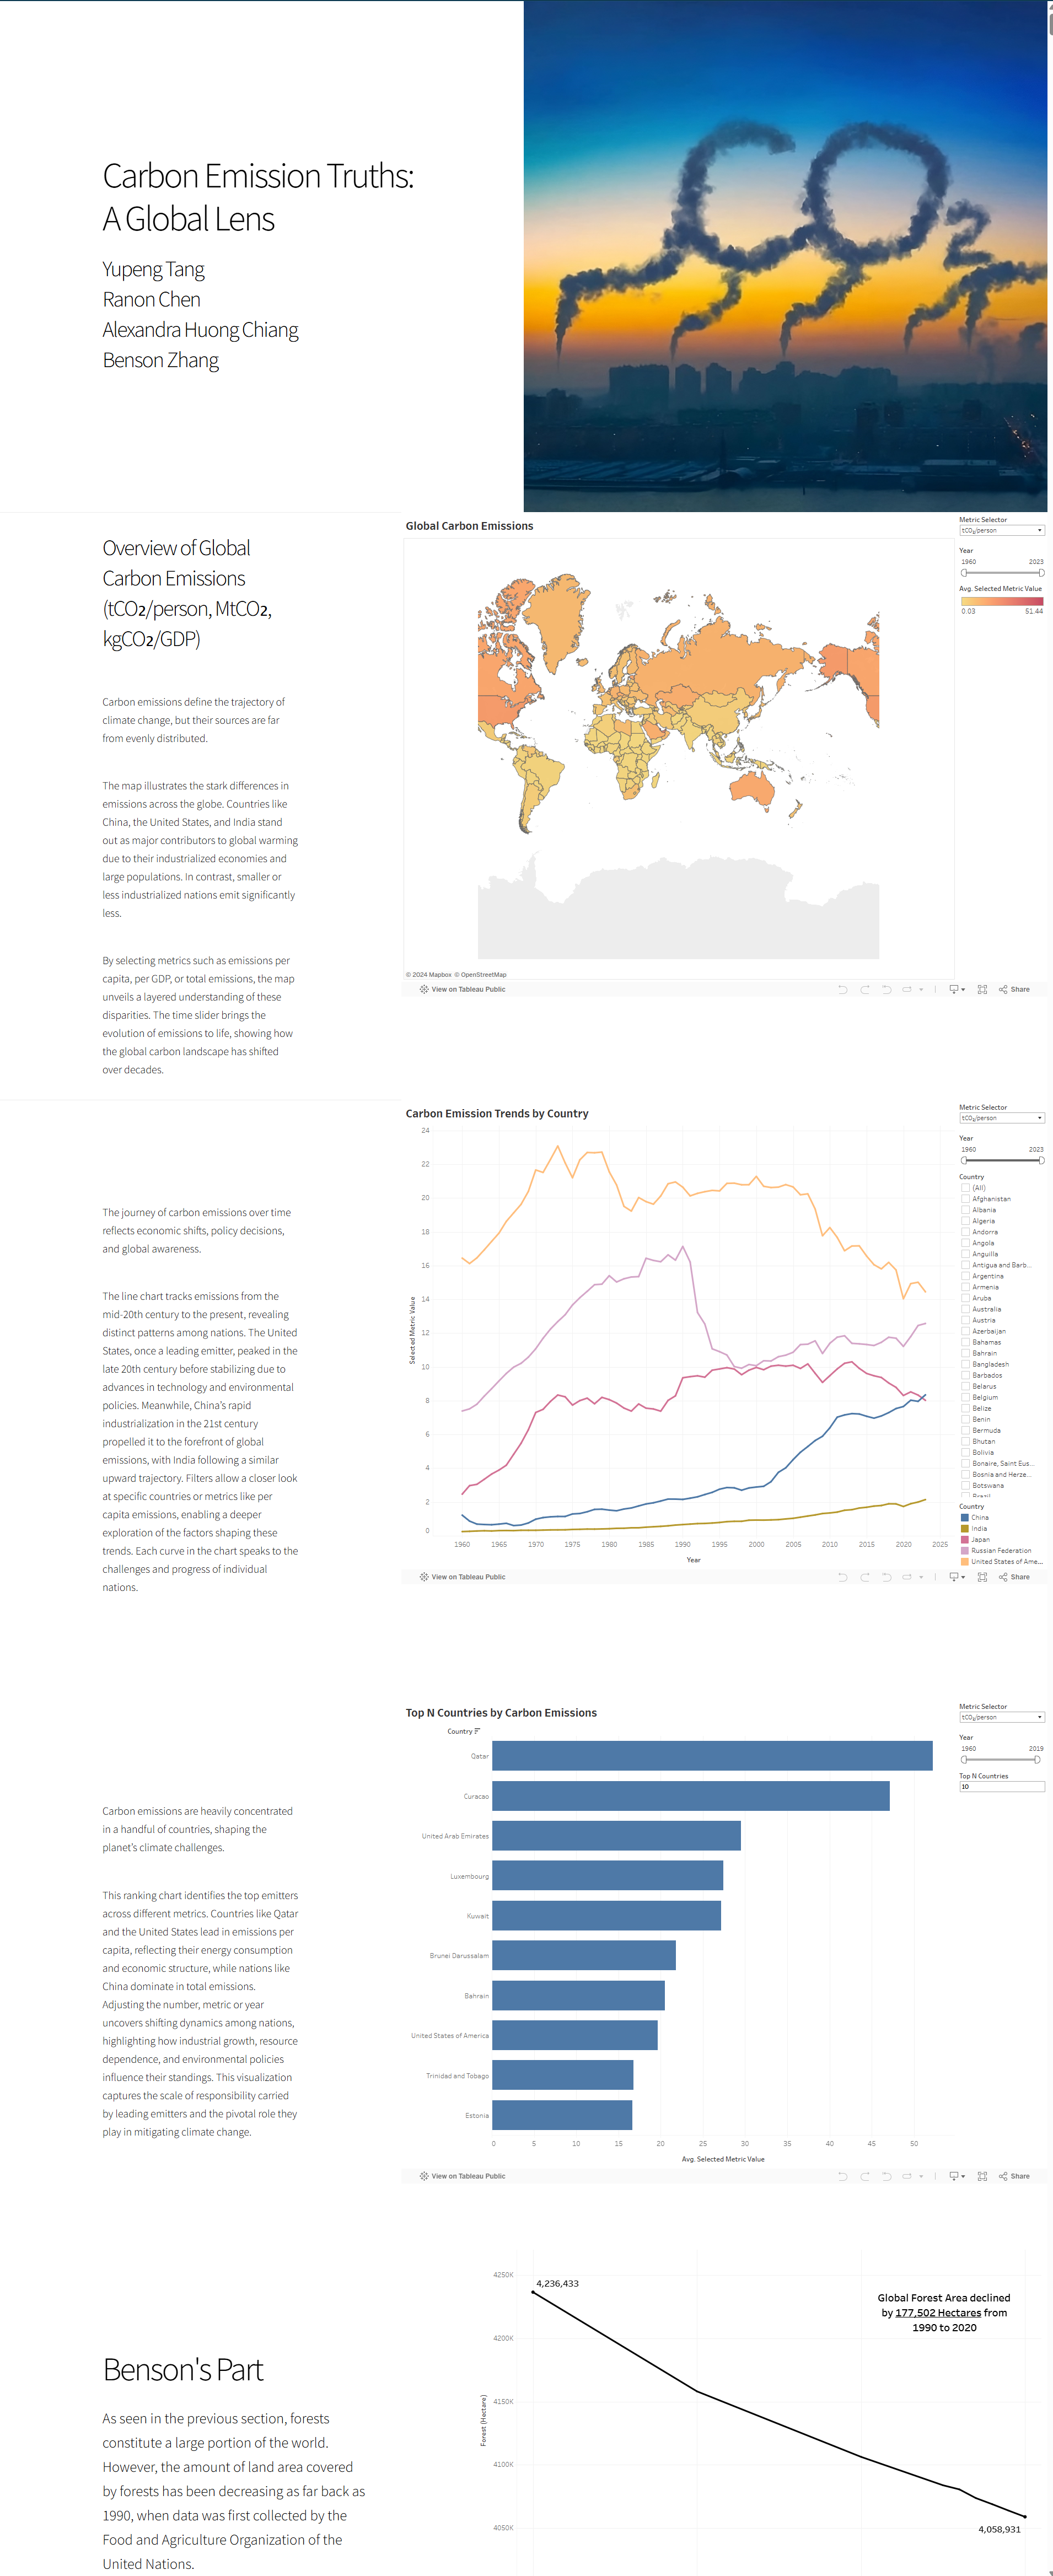 Carbon Emission Truths:
A Global Lens
Yupeng Tang
Ranon Chen
Alexandra Huong Chiang
Benson Zhang
Overview of Global
Carbon Emissions
(tCO₂/person, MtCO₂,
kgCO₂/GDP)
Carbon emissions define the trajectory of
climate change, but their sources are far
from evenly distributed.
The map illustrates the stark differences in
emissions across the globe. Countries like
China, the United States, and India stand
out as major contributors to global warming
due to their industrialized economies and
large populations. In contrast, smaller or
less industrialized nations emit significantly
less.
By selecting metrics such as emissions per
capita, per GDP, or total emissions, the map
unveils a layered understanding of these
disparities. The time slider brings the
evolution of emissions to life, showing how
the global carbon landscape has shifted
over decades.
Global Carbon Emissions
© 2024 Mapbox © OpenStreetMap
Metric Selector
tCO₂/person
Year
1960 2023
Avg. Selected Metric Value
0.03 51.44
View on Tableau Public
Share
The journey of carbon emissions over time
reflects economic shifts, policy decisions,
and global awareness.
The line chart tracks emissions from the
mid-20th century to the present, revealing
distinct patterns among nations. The United
States, once a leading emitter, peaked in the
late 20th century before stabilizing due to
advances in technology and environmental
policies. Meanwhile, China's rapid
industrialization in the 21st century
propelled it to the forefront of global
emissions, with India following a similar
upward trajectory. Filters allow a closer look
at specific countries or metrics like per
capita emissions, enabling a deeper
exploration of the factors shaping these
trends. Each curve in the chart speaks to the
challenges and progress of individual
nations.
Carbon Emission Trends by Country
24
22
20
18
16
14
12
10
8
6
4
2
0
Selected Metric Value
1960 1965 1970 1975 1980 1985 1990 1995 2000 2005 2010 2015 2020 2025
Year
Metric Selector
tCO₂/person
Year
1960 2023
Country
(All)
Afghanistan
Albania
Algeria
Andorra
Angola
Anguilla
Antigua and Barb...
Argentina
Armenia
Aruba
Australia
Austria
Azerbaijan
Bahamas
Bahrain
Bangladesh
Barbados
Belarus
Belgium
Belize
Benin
Bermuda
Bhutan
Bolivia
Bonaire, Saint Eus...
Bosnia and Herze...
Botswana
Brazil
Country
China
India
Japan
Russian Federation
United States of Ame...
View on Tableau Public
Share
Carbon emissions are heavily concentrated
in a handful of countries, shaping the
planet's climate challenges.
This ranking chart identifies the top emitters
across different metrics. Countries like Qatar
and the United States lead in emissions per
capita, reflecting their energy consumption
and economic structure, while nations like
China dominate in total emissions.
Adjusting the number, metric or year
uncovers shifting dynamics among nations,
highlighting how industrial growth, resource
dependence, and environmental policies
influence their standings. This visualization
captures the scale of responsibility carried
by leading emitters and the pivotal role they
play in mitigating climate change.
Top N Countries by Carbon Emissions
Country
Qatar
Curacao
United Arab Emirates
Luxembourg
Kuwait
Brunei Darussalam
Bahrain
United States of America
Trinidad and Tobago
Estonia
0 5 10 15 20 25 30 35 40 45 50
Avg. Selected Metric Value
Metric Selector
tCO₂/person
Year
1960 2019
Top N Countries
10
View on Tableau Public
Share
Benson's Part
As seen in the previous section, forests
constitute a large portion of the world.
However, the amount of land area covered
by forests has been decreasing as far back as
1990, when data was first collected by the
Food and Agriculture Organization of the
United Nations.
4250K
4200K
4150K
4100K
4050K
Forest (Hectare)
4,236,433
Global Forest Area declined
by 177,502 Hectares from
1990 to 2020
4,058,931